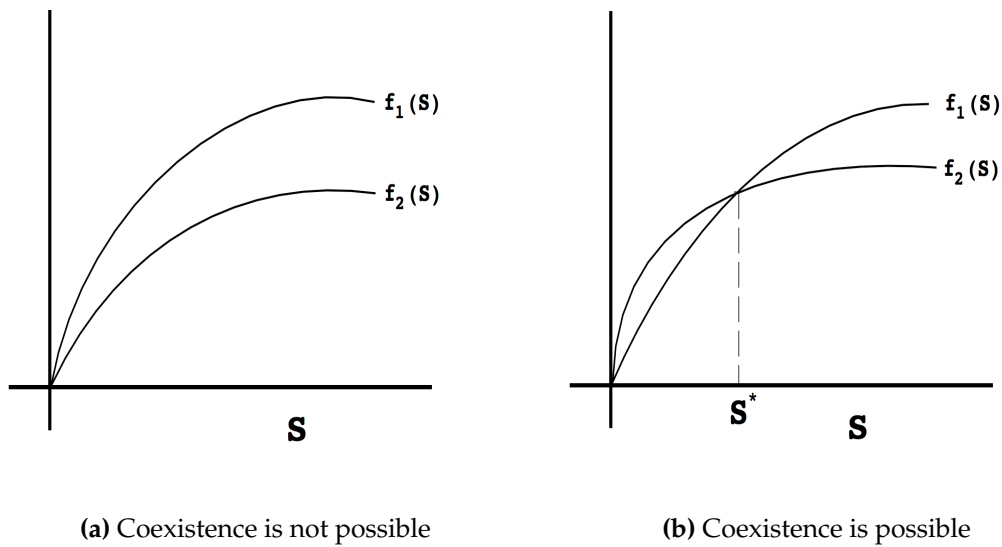 f₁(S)
f₂(S)
S
(a) Coexistence is not possible
f₁(S)
f₂(S)
S*
S
(b) Coexistence is possible